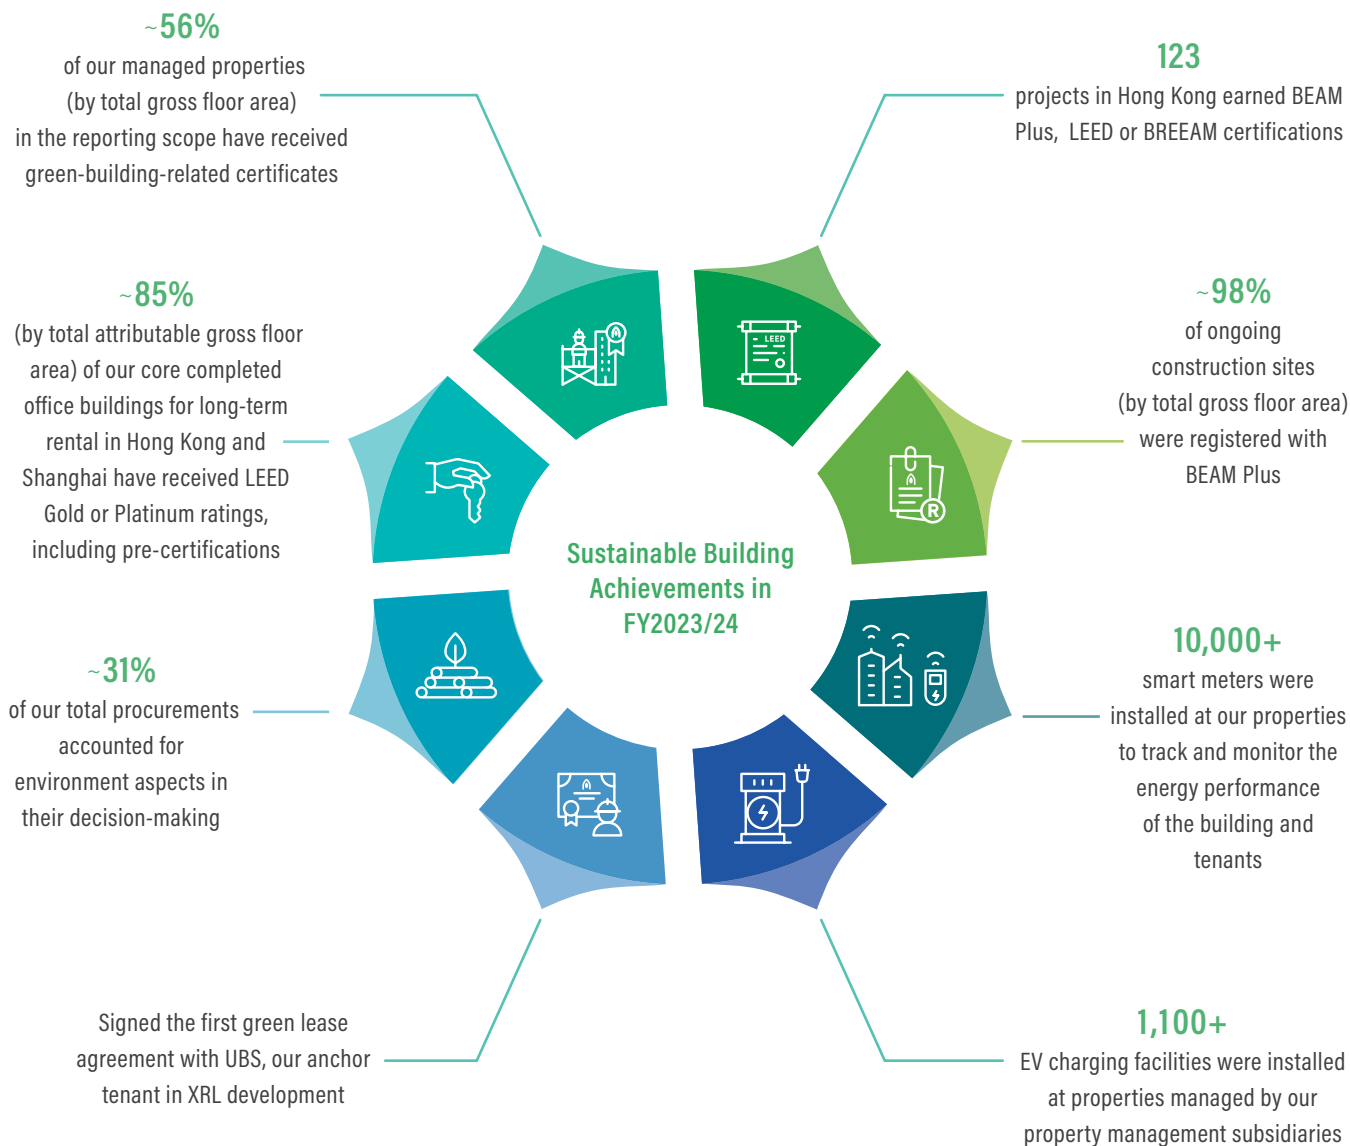 ~56%
of our managed properties
(by total gross floor area)
in the reporting scope have received
green-building-related certificates
123
projects in Hong Kong earned BEAM
Plus, LEED or BREEAM certifications
~85%
(by total attributable gross floor
area) of our core completed
office buildings for long-term
rental in Hong Kong and
Shanghai have received LEED
Gold or Platinum ratings,
including pre-certifications
~98%
of ongoing
construction sites
(by total gross floor area)
were registered with
BEAM Plus
LEED
R
Sustainable Building
Achievements in
FY2023/24
~31%
of our total procurements
accounted for
environment aspects in
their decision-making
10,000+
smart meters were
installed at our properties
to track and monitor the
energy performance
of the building and
tenants
Signed the first green lease
agreement with UBS, our anchor
tenant in XRL development
1,100+
EV charging facilities were installed
at properties managed by our
property management subsidiaries